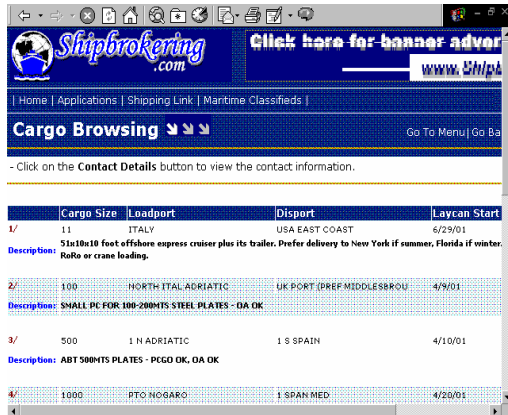 Shipbrokering
.com
Click here for banner adver
www. Ship
| Home | Applications | Shipping Link | Maritime Classifieds |
Cargo Browsing
Go To Menu| Go Ba
- Click on the Contact Details button to view the contact information.
Cargo Size Loadport Disport Laycan Start
1/ 11 ITALY USA EAST COAST 6/29/01
Description: 51x10x10 foot offshore express cruiser plus its trailer. Prefer delivery to New York if summer, Florida if winter.
RoRo or crane loading.
2/ 100 NORTH ITAL ADRIATIC UK PORT (PREF MIDDLESBROU 4/9/01
Description: SMALL PC FOR 100-200MTS STEEL PLATES - OA OK
3/ 500 1 N ADRIATIC 1 S SPAIN 4/10/01
Description: ABT 500MTS PLATES - PCGO OK, OA OK
4/ 1000 PTO NOGARO 1 SPAN MED 4/20/01